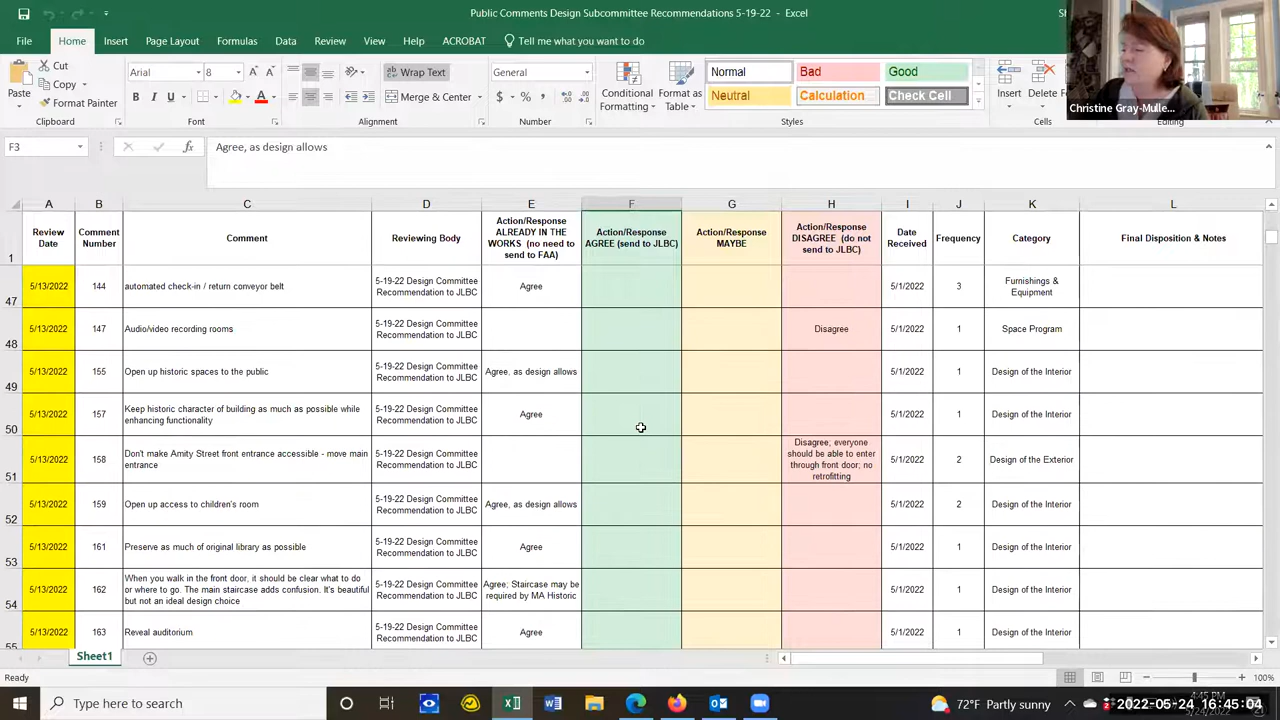 Public Comments Design Subcommittee Recommendations 5-19-22 - Excel
File Home Insert Page Layout Formulas Data Review View Help ACROBAT Tell me what you want to do
Christine Gray-Mulle...
Paste
Cut
Copy
Format Painter
Arial 8
B I U
Wrap Text
Merge & Center
General
$ % ,
Conditional Formatting
Format as Table
Normal Bad Good
Neutral Calculation Check Cell
Insert Delete
Clipboard Font Alignment Number Styles Cells Editing
F3 fx Agree, as design allows
A B C D E F G H I J K L
1 Review Date Comment Number Comment Reviewing Body Action/Response ALREADY IN THE WORKS (no need to send to FAA) Action/Response AGREE (send to JLBC) Action/Response MAYBE Action/Response DISAGREE (do not send to JLBC) Date Received Frequency Category Final Disposition & Notes
47 5/13/2022 144 automated check-in / return conveyor belt 5-19-22 Design Committee Recommendation to JLBC Agree 5/1/2022 3 Furnishings & Equipment
48 5/13/2022 147 Audio/video recording rooms 5-19-22 Design Committee Recommendation to JLBC Disagree 5/1/2022 1 Space Program
49 5/13/2022 155 Open up historic spaces to the public 5-19-22 Design Committee Recommendation to JLBC Agree, as design allows 5/1/2022 1 Design of the Interior
50 5/13/2022 157 Keep historic character of building as much as possible while enhancing functionality 5-19-22 Design Committee Recommendation to JLBC Agree 5/1/2022 1 Design of the Interior
51 5/13/2022 158 Don't make Amity Street front entrance accessible - move main entrance 5-19-22 Design Committee Recommendation to JLBC Disagree; everyone should be able to enter through front door; no retrofitting 5/1/2022 2 Design of the Exterior
52 5/13/2022 159 Open up access to children's room 5-19-22 Design Committee Recommendation to JLBC Agree, as design allows 5/1/2022 2 Design of the Interior
53 5/13/2022 161 Preserve as much of original library as possible 5-19-22 Design Committee Recommendation to JLBC Agree 5/1/2022 1 Design of the Interior
54 5/13/2022 162 When you walk in the front door, it should be clear what to do or where to go. The main staircase adds confusion. It's beautiful but not an ideal design choice 5-19-22 Design Committee Recommendation to JLBC Agree; Staircase may be required by MA Historic 5/1/2022 1 Design of the Interior
55 5/13/2022 163 Reveal auditorium 5-19-22 Design Committee Recommendation to JLBC Agree 5/1/2022 1 Design of the Interior
Sheet1
Ready 100%
Type here to search
72°F Partly sunny
2022-05-24 16:45:04